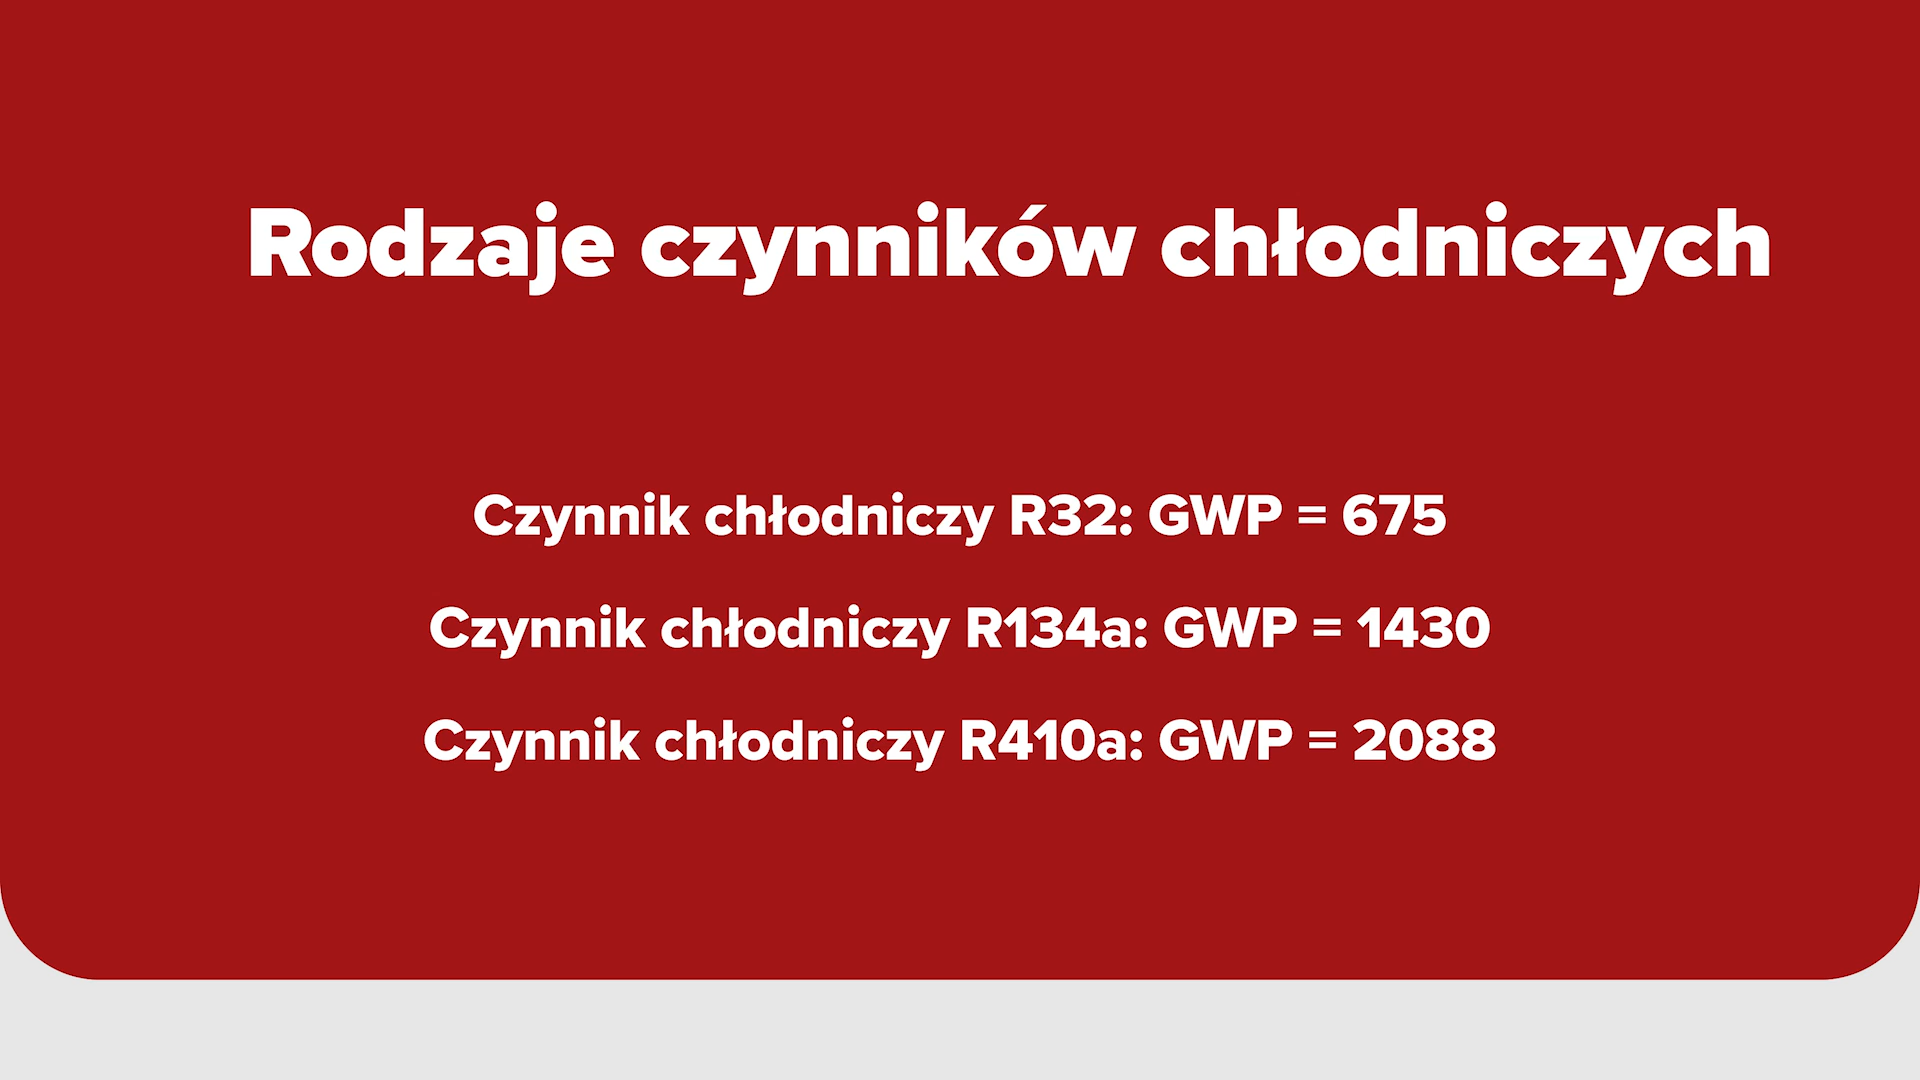 Rodzaje czynników chłodniczych
Czynnik chłodniczy R32: GWP = 675
Czynnik chłodniczy R134a: GWP = 1430
Czynnik chłodniczy R410a: GWP = 2088